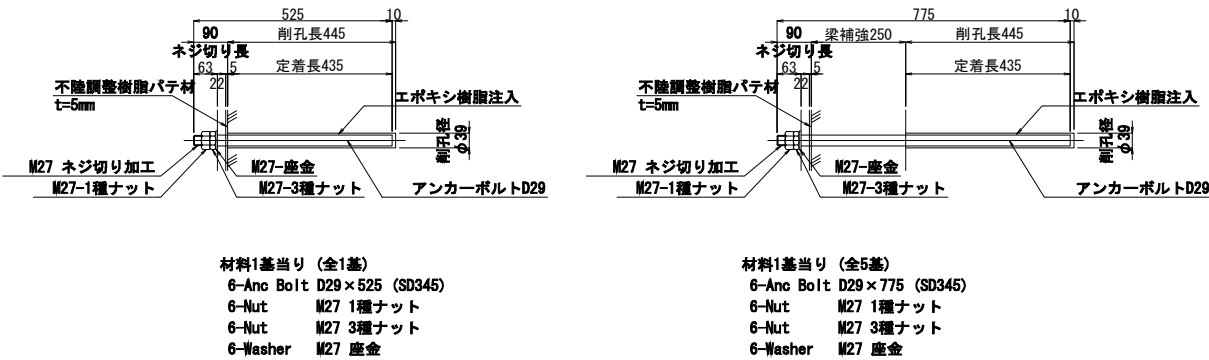 525
10
90
削孔長445
ネジ切り長
63
5
定着長435
22
不陸調整樹脂パテ材
t=5mm
エポキシ樹脂注入
削孔径
φ39
M27 ネジ切り加工
M27-座金
M27-1種ナット
M27-3種ナット
アンカーボルトD29
材料1基当り (全1基)
6-Anc Bolt D29×525 (SD345)
6-Nut M27 1種ナット
6-Nut M27 3種ナット
6-Washer M27 座金
775
10
90
梁補強250
削孔長445
ネジ切り長
63
5
定着長435
22
不陸調整樹脂パテ材
t=5mm
エポキシ樹脂注入
削孔径
φ39
M27 ネジ切り加工
M27-座金
M27-1種ナット
M27-3種ナット
アンカーボルトD29
材料1基当り (全5基)
6-Anc Bolt D29×775 (SD345)
6-Nut M27 1種ナット
6-Nut M27 3種ナット
6-Washer M27 座金